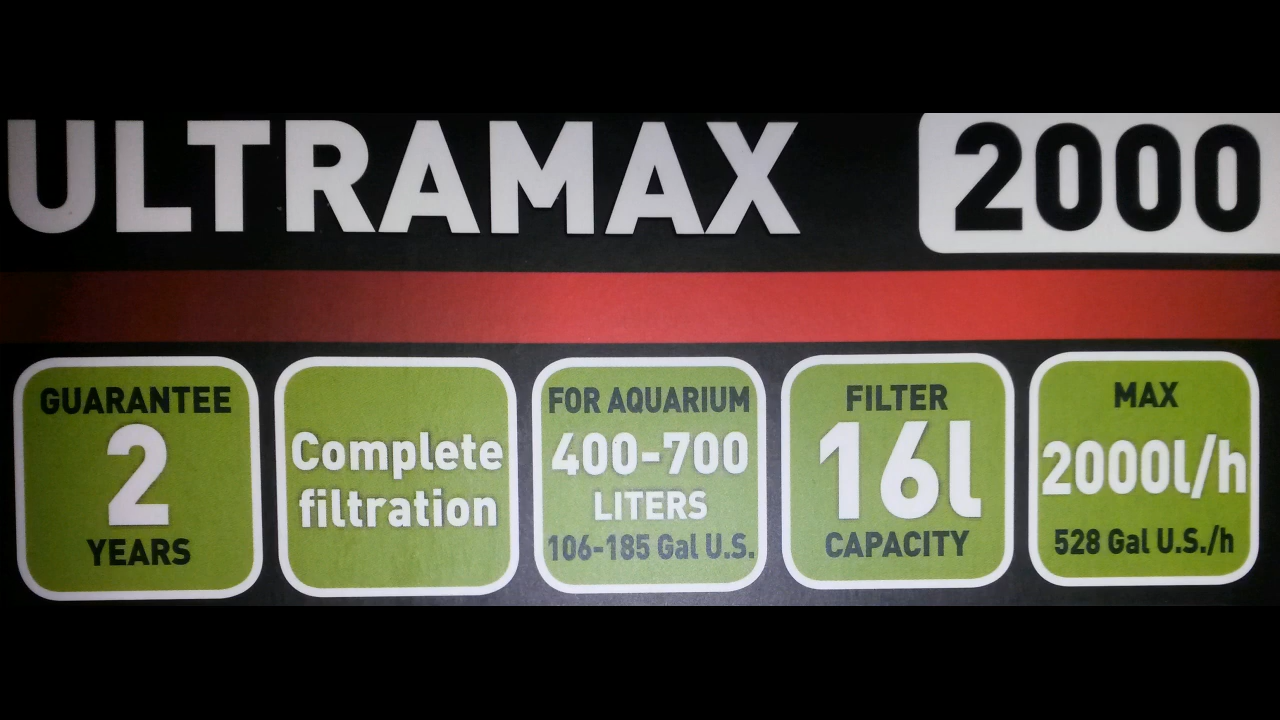 ULTRAMAX 2000
GUARANTEE
2
YEARS
Complete
filtration
FOR AQUARIUM
400-700
LITERS
106-185 Gal U.S.
FILTER
16l
CAPACITY
MAX
2000l/h
528 Gal U.S./h